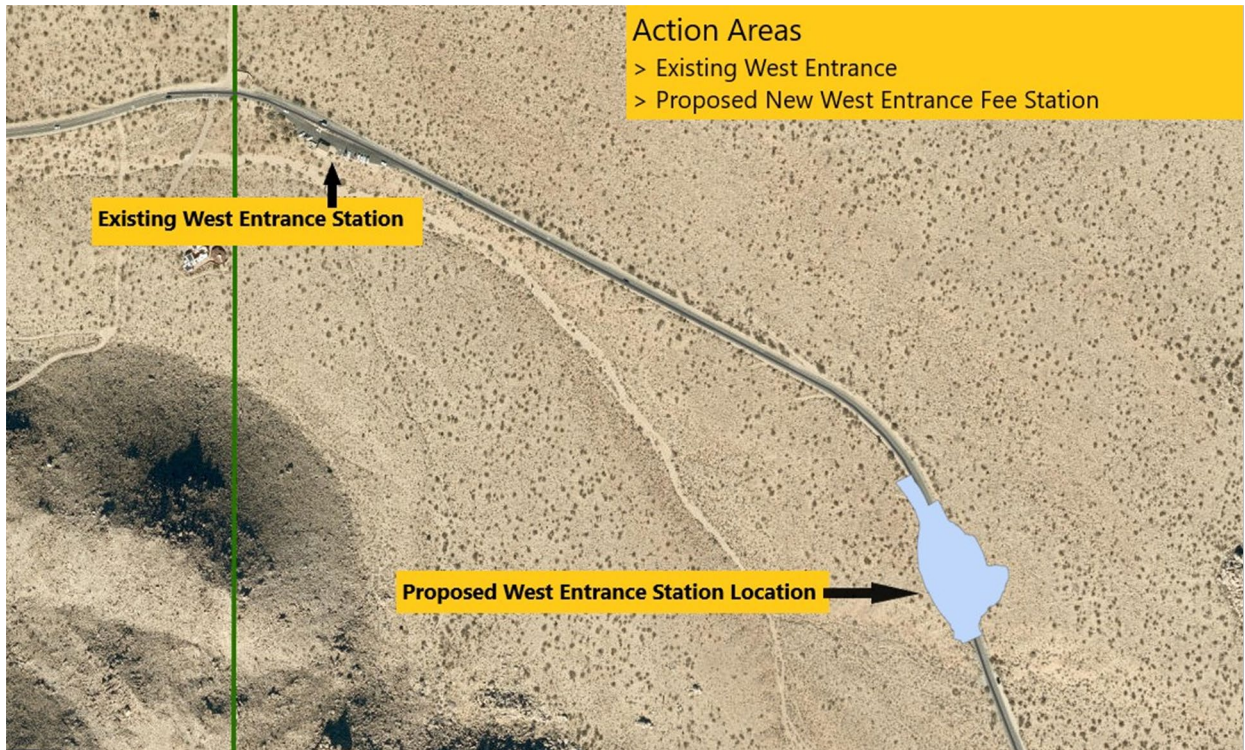 Action Areas
> Existing West Entrance
> Proposed New West Entrance Fee Station
Existing West Entrance Station
Proposed West Entrance Station Location